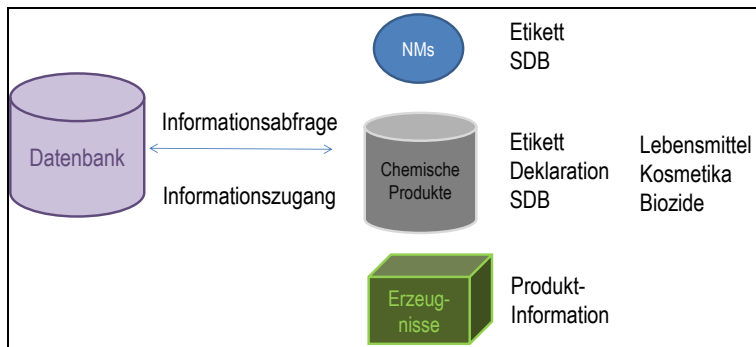 NMs
Etikett
SDB
Datenbank
Informationsabfrage
Informationszugang
Chemische
Produkte
Etikett
Deklaration
SDB
Lebensmittel
Kosmetika
Biozide
Erzeug-
nisse
Produkt-
Information